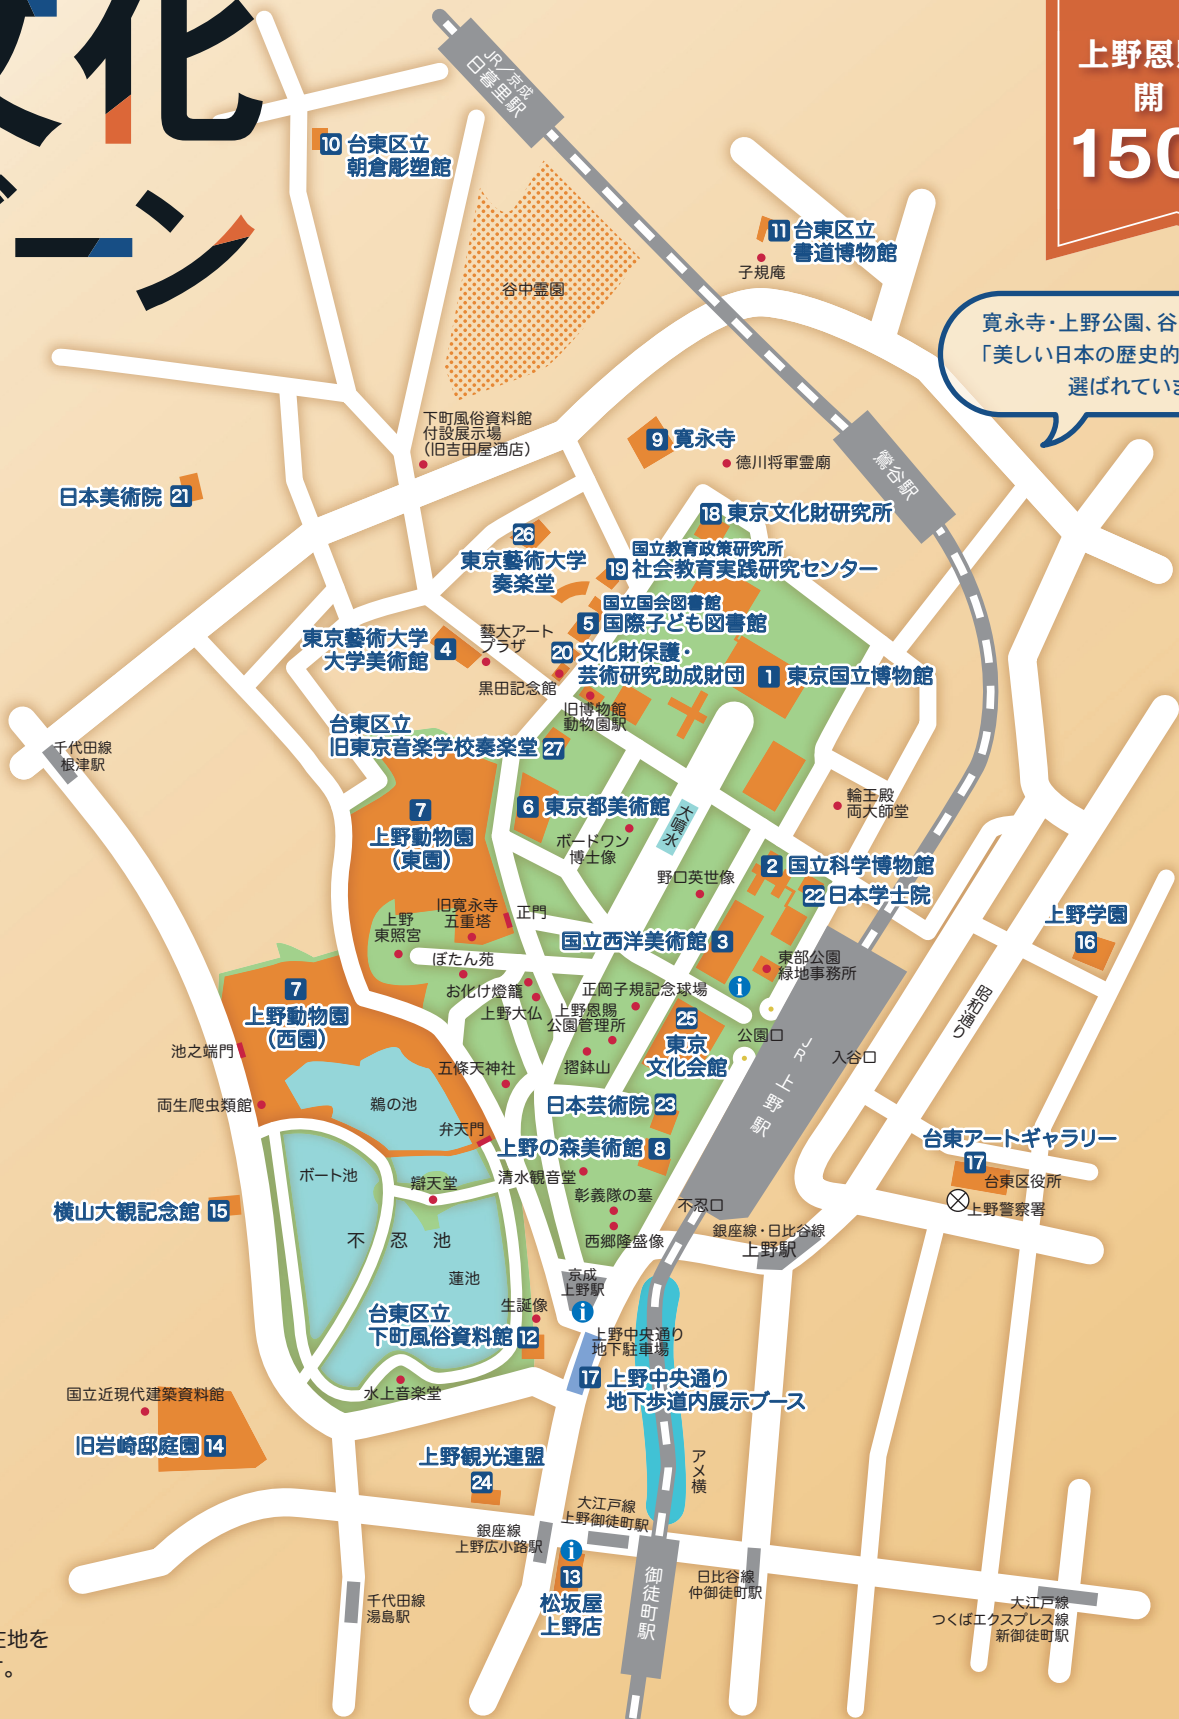 文化
ゾーン
上野恩賜
開
150
寛永寺・上野公園、谷
「美しい日本の歴史的
選ばれていま
JR／京成
日暮里駅
10 台東区立
朝倉彫塑館
11 台東区立
書道博物館
子規庵
谷中霊園
下町風俗資料館
付設展示場
（旧吉田屋酒店）
9 寛永寺
徳川将軍霊廟
鶯谷駅
日本美術院 21
18 東京文化財研究所
26
東京藝術大学
奏楽堂
国立教育政策研究所
19 社会教育実践研究センター
国立国会図書館
5 国際子ども図書館
東京藝術大学
大学美術館 4
藝大アート
プラザ
20 文化財保護・
芸術研究助成財団
1 東京国立博物館
黒田記念館
旧博物館
動物園駅
台東区立
旧東京音楽学校奏楽堂 27
千代田線
根津駅
7
上野動物園
（東園）
6 東京都美術館
ボードワン
博士像
大噴水
輪王殿
両大師堂
2 国立科学博物館
野口英世像
22 日本学士院
旧寛永寺
五重塔
正門
上野
東照宮
上野学園
16
国立西洋美術館 3
ぼたん苑
東部公園
緑地事務所
お化け燈籠
正岡子規記念球場
上野大仏
上野恩賜
公園管理所
昭和通り
7
上野動物園
（西園）
25
東京
文化会館
公園口
入谷口
JR 上野駅
池之端門
五條天神社
摺鉢山
両生爬虫類館
鵜の池
日本芸術院 23
弁天門
上野の森美術館 8
台東アートギャラリー
17
台東区役所
上野警察署
ボート池
辯天堂
清水観音堂
彰義隊の墓
不忍口
横山大観記念館 15
西郷隆盛像
銀座線・日比谷線
上野駅
不忍池
蓮池
京成
上野駅
台東区立
下町風俗資料館 12
生誕像
上野中央通り
地下駐車場
17 上野中央通り
地下歩道内展示ブース
水上音楽堂
国立近現代建築資料館
旧岩崎邸庭園 14
上野観光連盟
24
アメ横
大江戸線
上野御徒町駅
銀座線
上野広小路駅
13
松坂屋
上野店
御徒町駅
日比谷線
仲御徒町駅
千代田線
湯島駅
大江戸線
つくばエクスプレス線
新御徒町駅
在地を
。